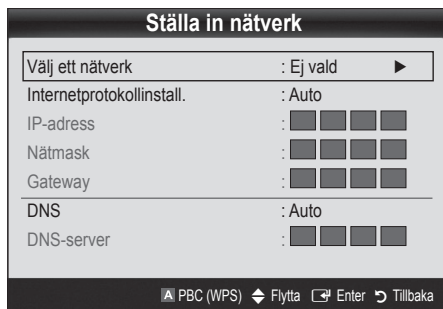 Ställa in nätverk
Välj ett nätverk : Ej vald ►
Internetprotokollinstall. : Auto
IP-adress :
Nätmask :
Gateway :
DNS : Auto
DNS-server :
A PBC (WPS) Flytta Enter Tillbaka